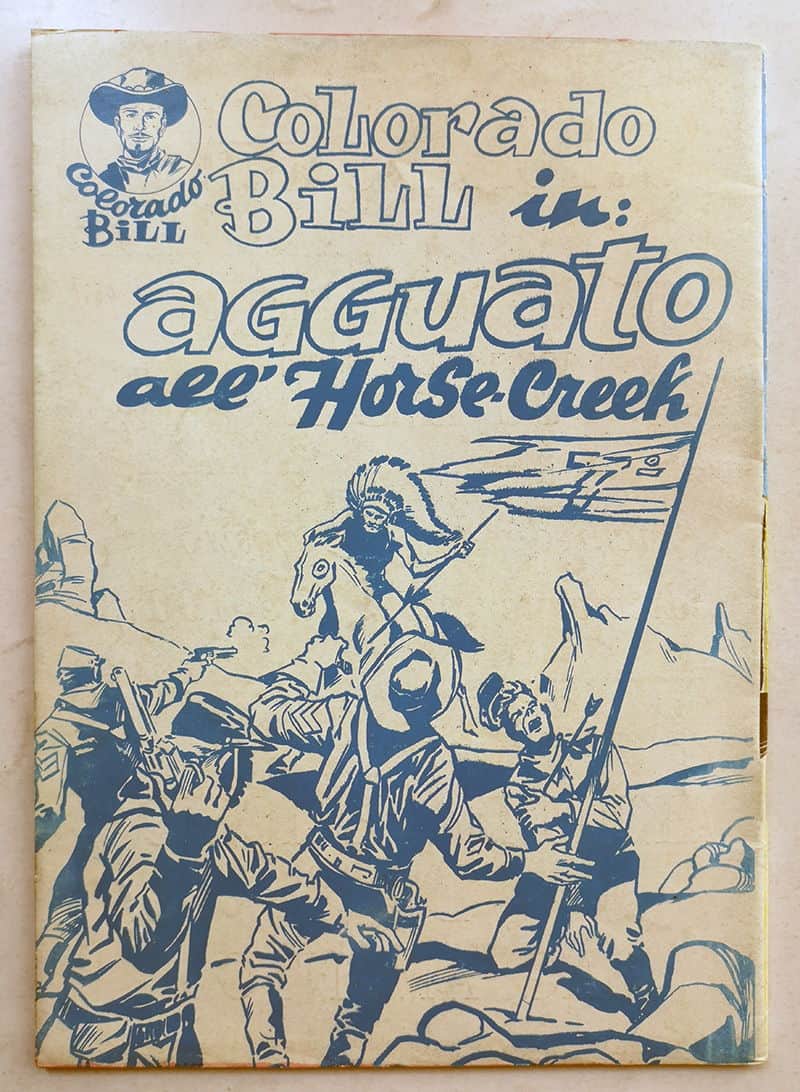 Colorado
BiLL
Colorado
BiLL in:
aGGuato
all' HorSe-Creek